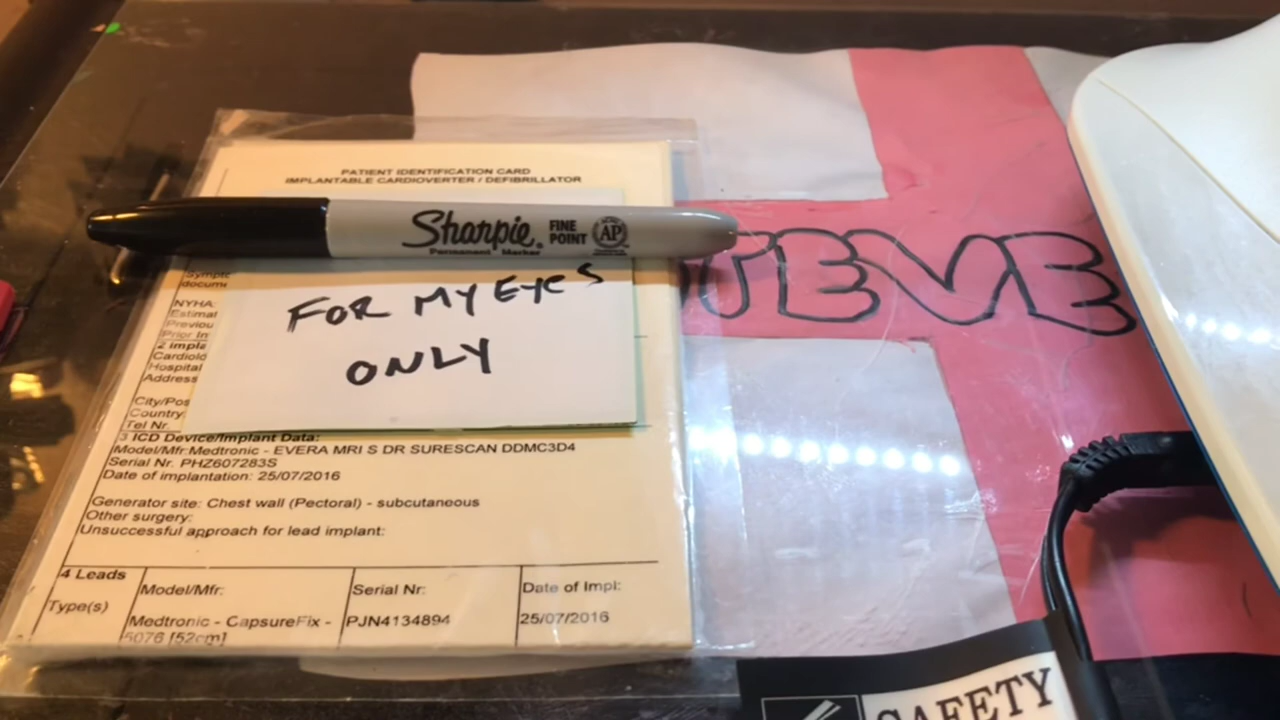 PATIENT IDENTIFICATION CARD
IMPLANTABLE CARDIOVERTER / DEFIBRILLATOR
Sharpie.
FINE POINT
AP
Permanent Marker
FOR MY EYES
ONLY
TEVE
NYHA:
3 ICD Device/Implant Data:
Model/Mfr: Medtronic - EVERA MRI S DR SURESCAN DDMC3D4
Serial Nr. PHZ607283S
Date of implantation: 25/07/2016
Generator site: Chest wall (Pectoral) - subcutaneous
Other surgery:
Unsuccessful approach for lead implant:
4 Leads
Type(s)
Model/Mfr:
Serial Nr:
Date of Impl:
Medtronic - CapsureFix -
5076 [52cm]
PJN4134894
25/07/2016
Hospital
Address
City/Pos
Country:
Tel Nr.
SAFETY